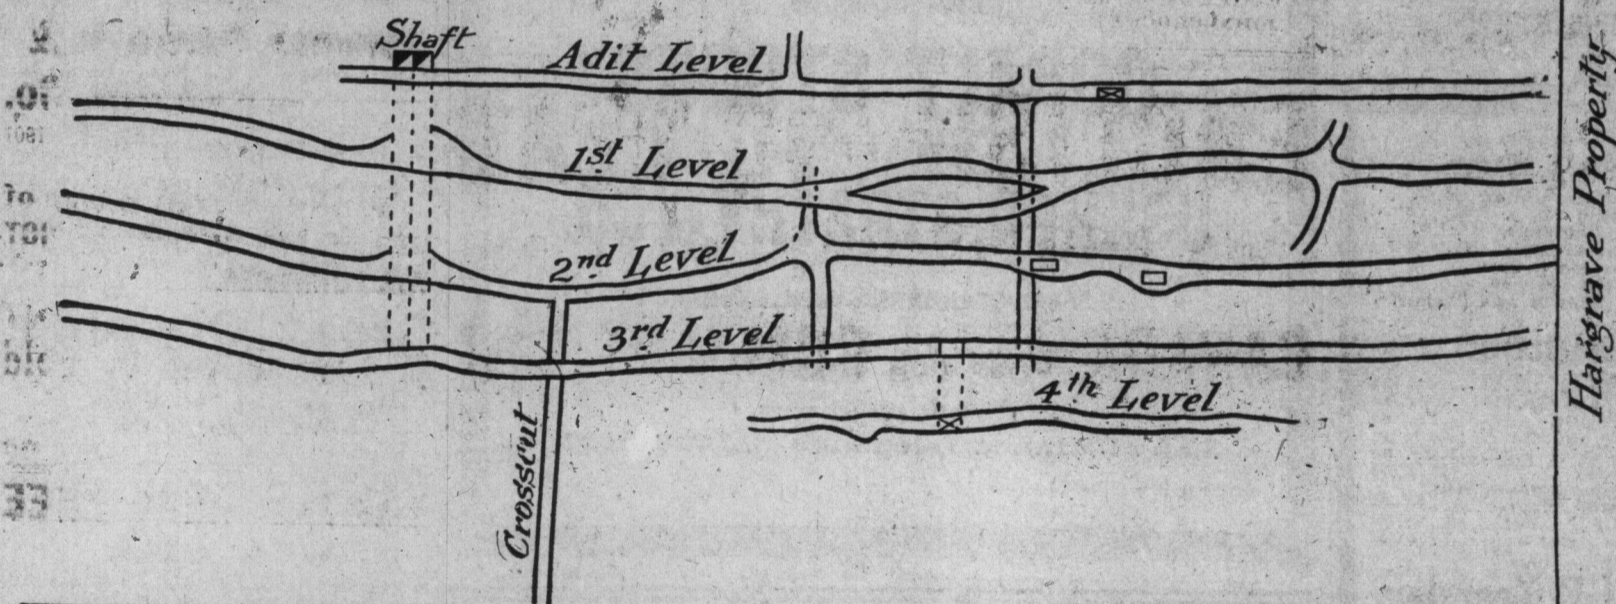 Shaft
Adit Level
1st Level
2nd Level
3rd Level
4th Level
Crosscut
Hargrave Property